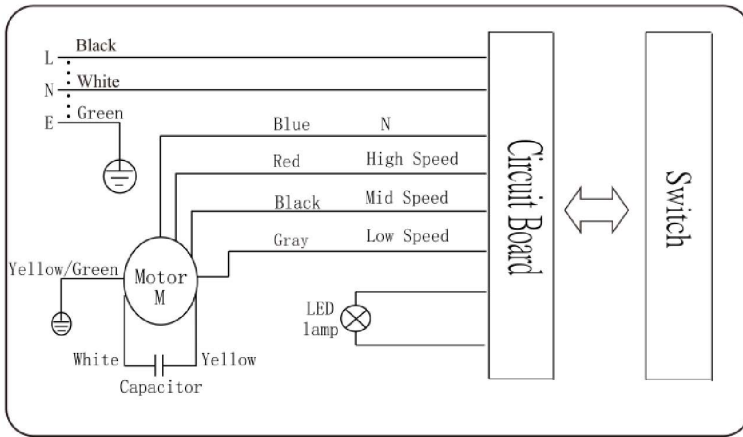 L Black
N White
E Green
Blue N
Red High Speed
Black Mid Speed
Gray Low Speed
Yellow/Green
Motor
M
LED
lamp
White
Yellow
Capacitor
Circuit Board
Switch